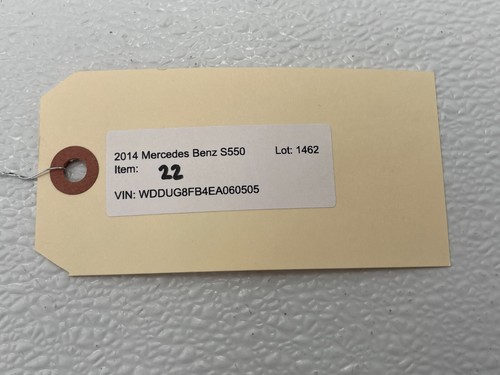 2014 Mercedes Benz S550 Lot: 1462
Item: 22
VIN: WDDUG8FB4EA060505